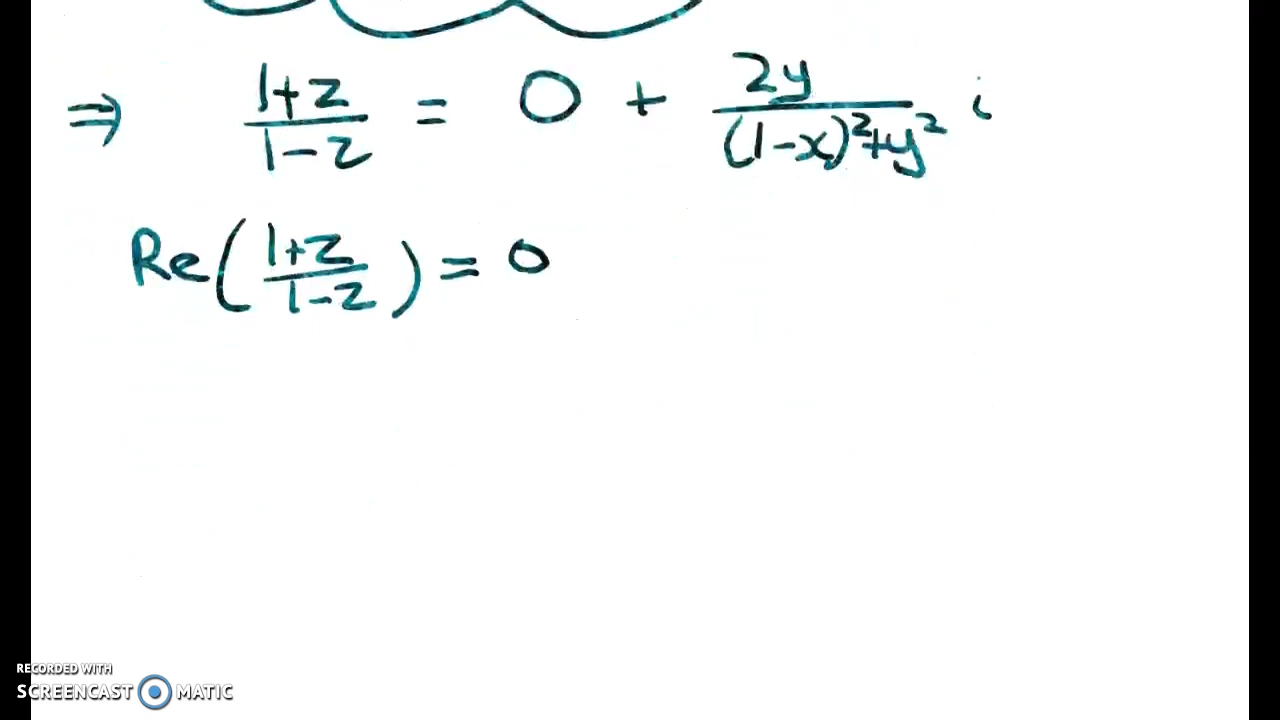 ⇒ (1+z)/(1-z) = 0 + 2y/((1-x)²+y²) i
Re((1+z)/(1-z)) = 0
RECORDED WITH
SCREENCAST MATIC